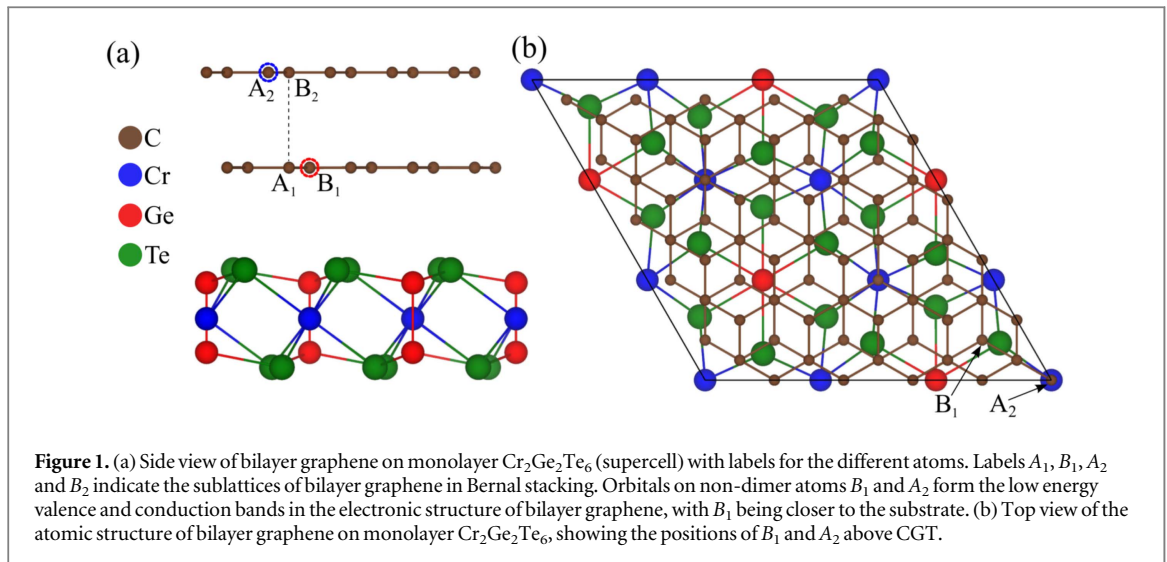 (a)
(b)
A₂ B₂
A₁ B₁
C
Cr
Ge
Te
B₁ A₂
Figure 1. (a) Side view of bilayer graphene on monolayer Cr₂Ge₂Te₆ (supercell) with labels for the different atoms. Labels A₁, B₁, A₂
and B₂ indicate the sublattices of bilayer graphene in Bernal stacking. Orbitals on non-dimer atoms B₁ and A₂ form the low energy
valence and conduction bands in the electronic structure of bilayer graphene, with B₁ being closer to the substrate. (b) Top view of the
atomic structure of bilayer graphene on monolayer Cr₂Ge₂Te₆, showing the positions of B₁ and A₂ above CGT.